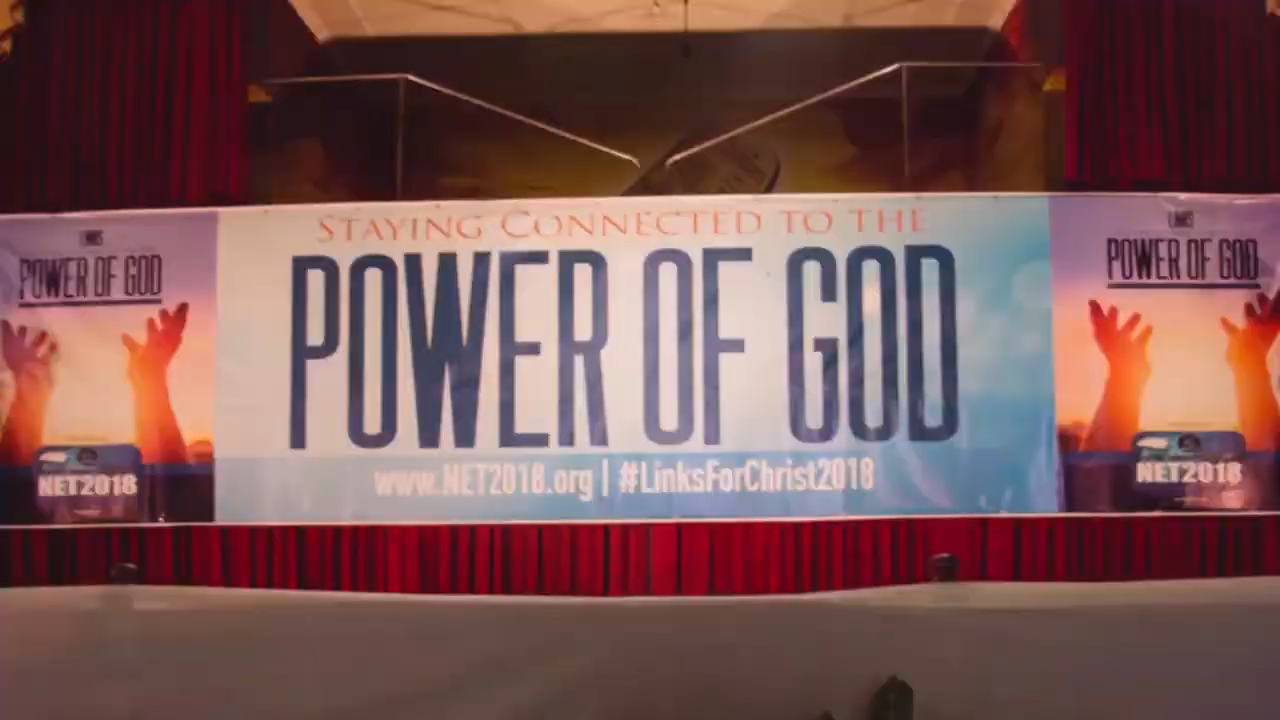 STAYING CONNECTED TO THE
POWER OF GOD
www.NET2018.org | #LinksForChrist2018
POWER OF GOD
NET2018
POWER OF GOD
NET2018